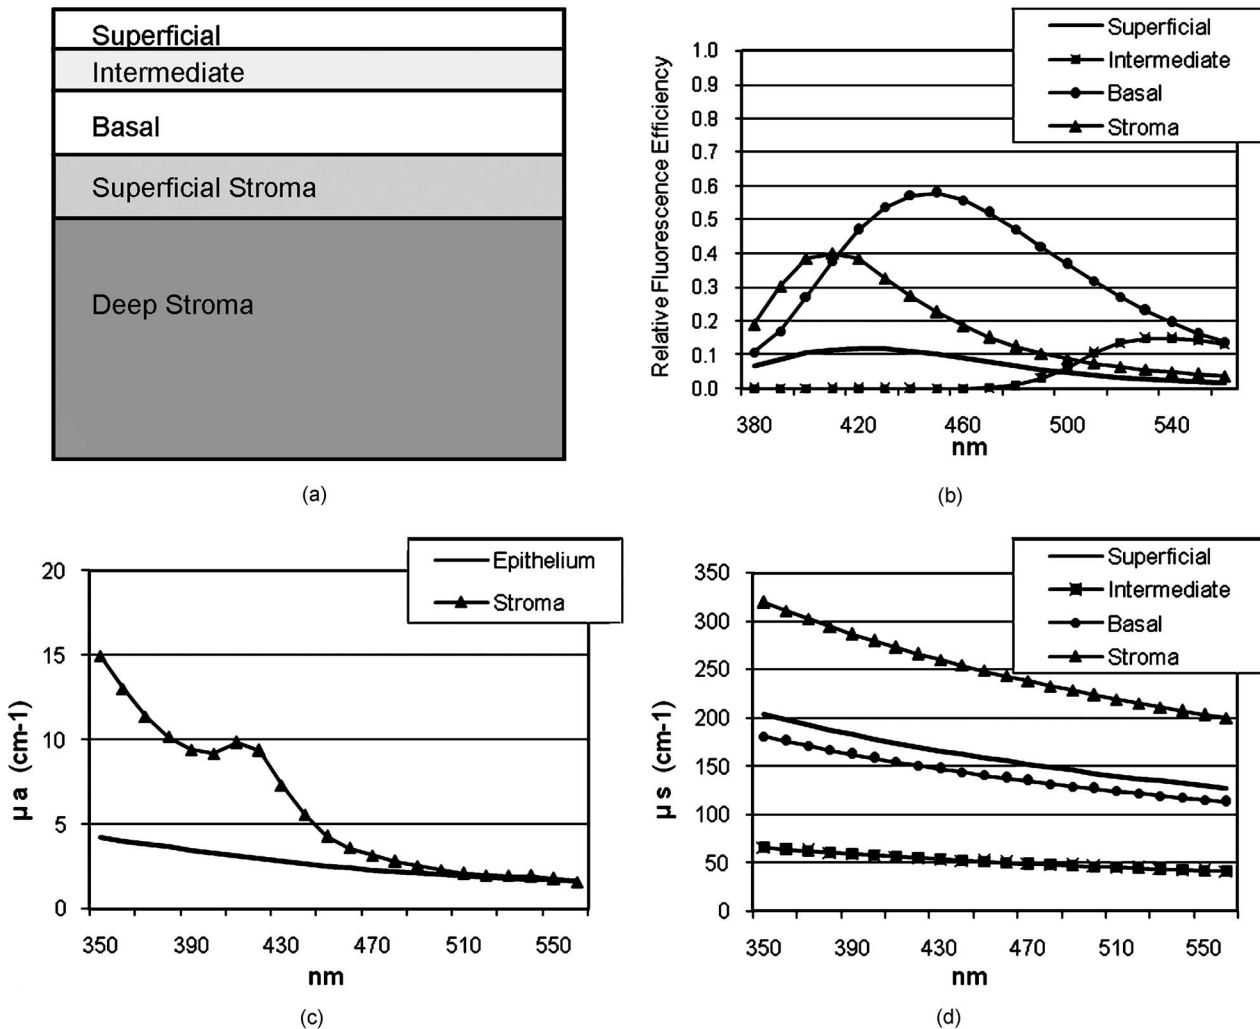 Superficial
Intermediate
Basal
Superficial Stroma
Deep Stroma
(a)
Superficial
Intermediate
Basal
Stroma
Relative Fluorescence Efficiency
1.0
0.9
0.8
0.7
0.6
0.5
0.4
0.3
0.2
0.1
0.0
380 420 460 500 540
nm
(b)
Epithelium
Stroma
μ a (cm-1)
20
15
10
5
0
350 390 430 470 510 550
nm
(c)
Superficial
Intermediate
Basal
Stroma
μ s (cm-1)
350
300
250
200
150
100
50
0
350 390 430 470 510 550
nm
(d)